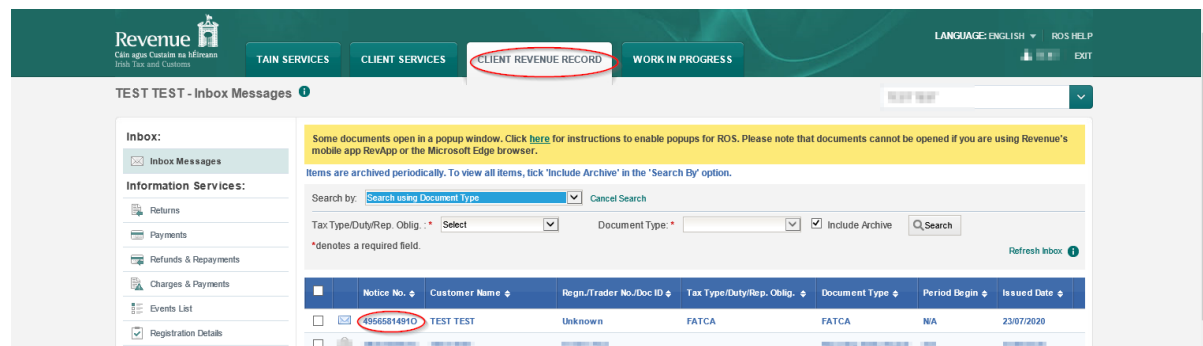 Revenue
Cáin agus Custaim na hÉireann
Irish Tax and Customs
TAIN SERVICES
CLIENT SERVICES
CLIENT REVENUE RECORD
WORK IN PROGRESS
LANGUAGE: ENGLISH
ROS HELP
EXIT
TEST TEST - Inbox Messages
Inbox:
Inbox Messages
Information Services:
Returns
Payments
Refunds & Repayments
Charges & Payments
Events List
Registration Details
Some documents open in a popup window. Click here for instructions to enable popups for ROS. Please note that documents cannot be opened if you are using Revenue's
mobile app RevApp or the Microsoft Edge browser.
Items are archived periodically. To view all items, tick 'Include Archive' in the 'Search By' option.
Search by: Search using Document Type Cancel Search
Tax Type/Duty/Rep. Oblig. : * Select Document Type: * Include Archive Search
*denotes a required field.
Refresh Inbox
Notice No. Customer Name Regn./Trader No./Doc ID Tax Type/Duty/Rep. Oblig. Document Type Period Begin Issued Date
4956581491O TEST TEST Unknown FATCA FATCA N/A 23/07/2020